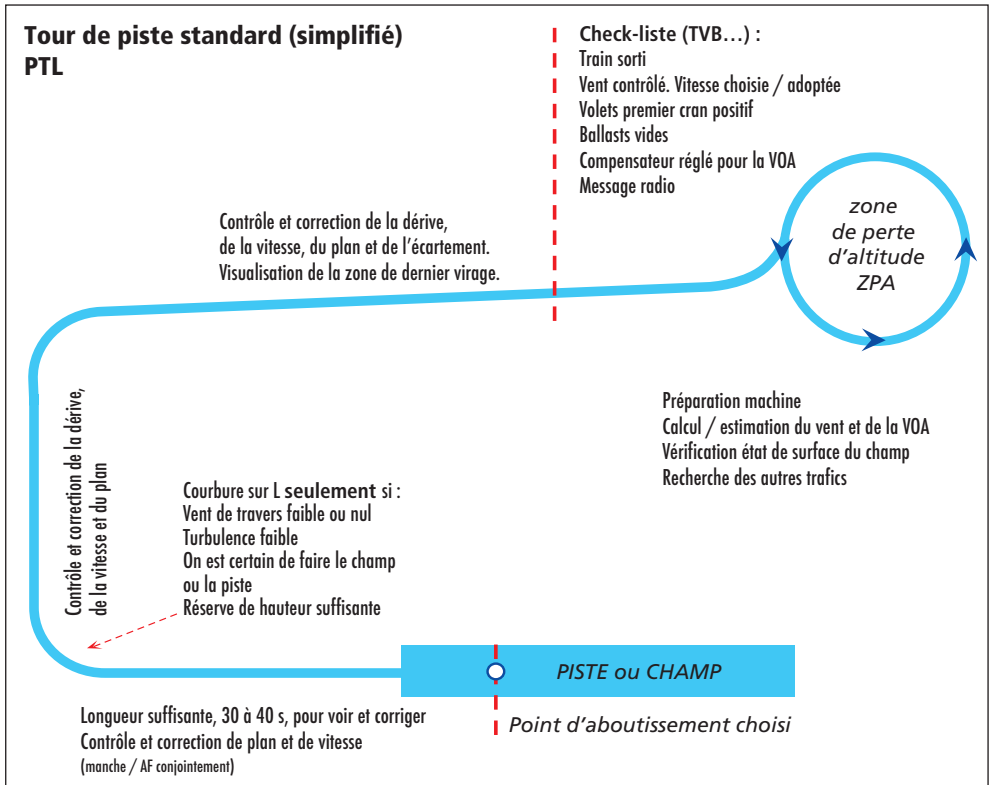 Tour de piste standard (simplifié)
PTL
Check-liste (TVB…) :
Train sorti
Vent contrôlé. Vitesse choisie / adoptée
Volets premier cran positif
Ballasts vides
Compensateur réglé pour la VOA
Message radio
zone
de perte
d'altitude
ZPA
Contrôle et correction de la dérive,
de la vitesse, du plan et de l'écartement.
Visualisation de la zone de dernier virage.
Préparation machine
Calcul / estimation du vent et de la VOA
Vérification état de surface du champ
Recherche des autres trafics
Contrôle et correction de la dérive,
de la vitesse et du plan
Courbure sur L seulement si :
Vent de travers faible ou nul
Turbulence faible
On est certain de faire le champ
ou la piste
Réserve de hauteur suffisante
PISTE ou CHAMP
Point d'aboutissement choisi
Longueur suffisante, 30 à 40 s, pour voir et corriger
Contrôle et correction de plan et de vitesse
(manche / AF conjointement)